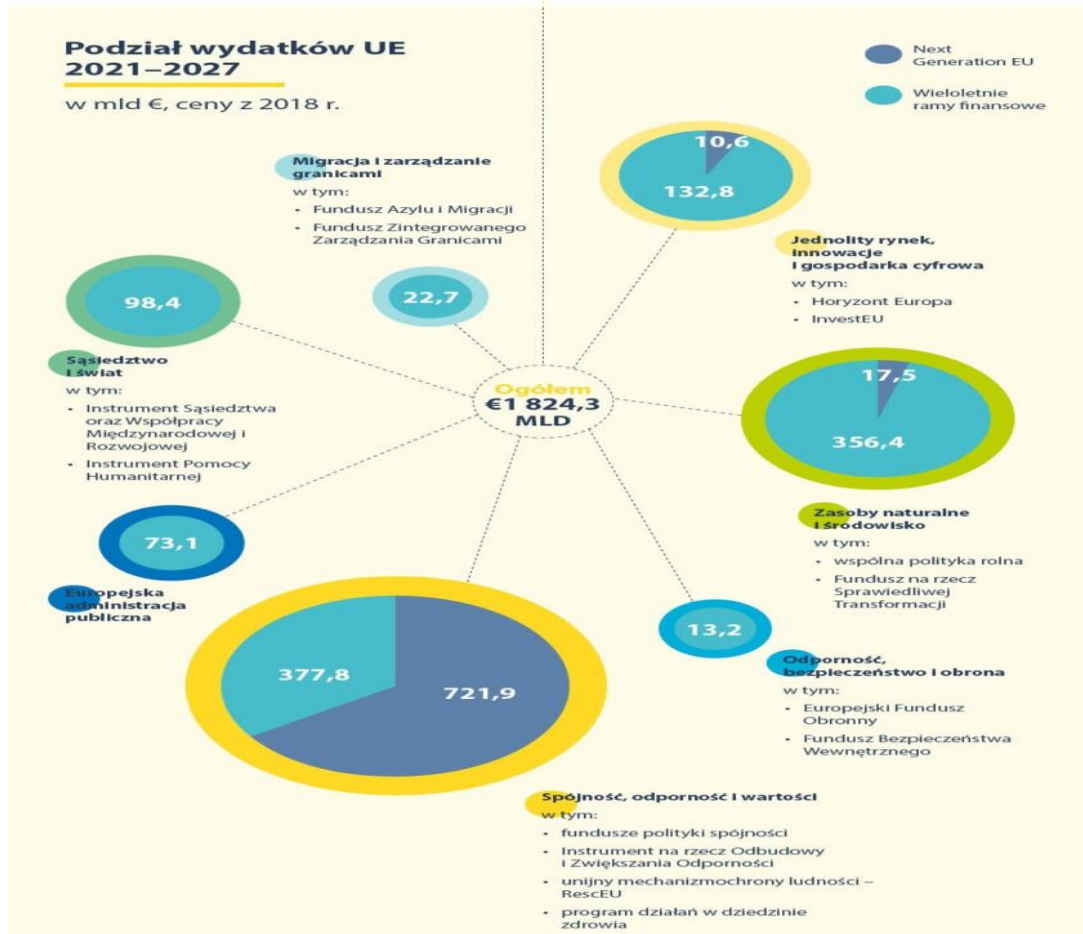 Podział wydatków UE
2021–2027
w mld €, ceny z 2018 r.
Next
Generation EU
Wieloletnie
ramy finansowe
Migracja i zarządzanie
granicami
w tym:
• Fundusz Azylu i Migracji
• Fundusz Zintegrowanego
Zarządzania Granicami
10,6
132,8
Jednolity rynek,
innowacje
i gospodarka cyfrowa
w tym:
• Horyzont Europa
• InvestEU
98,4
22,7
Sąsiedztwo
i świat
w tym:
• Instrument Sąsiedztwa
oraz Współpracy
Międzynarodowej i
Rozwojowej
• Instrument Pomocy
Humanitarnej
Ogółem
€1 824,3
MLD
17,5
356,4
Zasoby naturalne
i środowisko
w tym:
• wspólna polityka rolna
• Fundusz na rzecz
Sprawiedliwej
Transformacji
73,1
Europejska
administracja
publiczna
377,8
721,9
13,2
Odporność,
bezpieczeństwo i obrona
w tym:
• Europejski Fundusz
Obronny
• Fundusz Bezpieczeństwa
Wewnętrznego
Spójność, odporność i wartości
w tym:
• fundusze polityki spójności
• Instrument na rzecz Odbudowy
i Zwiększania Odporności
• unijny mechanizmochrony ludności –
RescEU
• program działań w dziedzinie
zdrowia